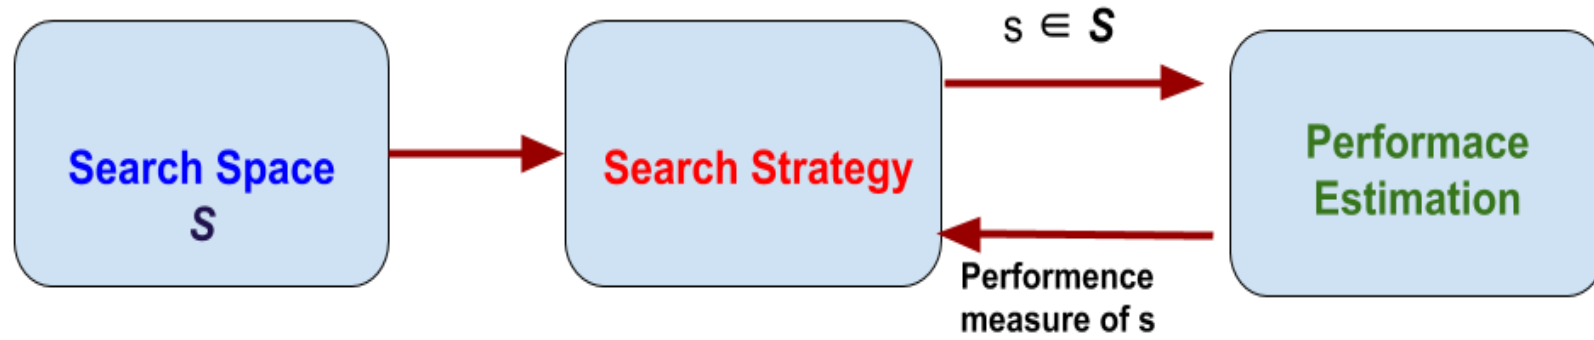 Search Space
S
Search Strategy
s ∈ S
Performace
Estimation
Performence
measure of s